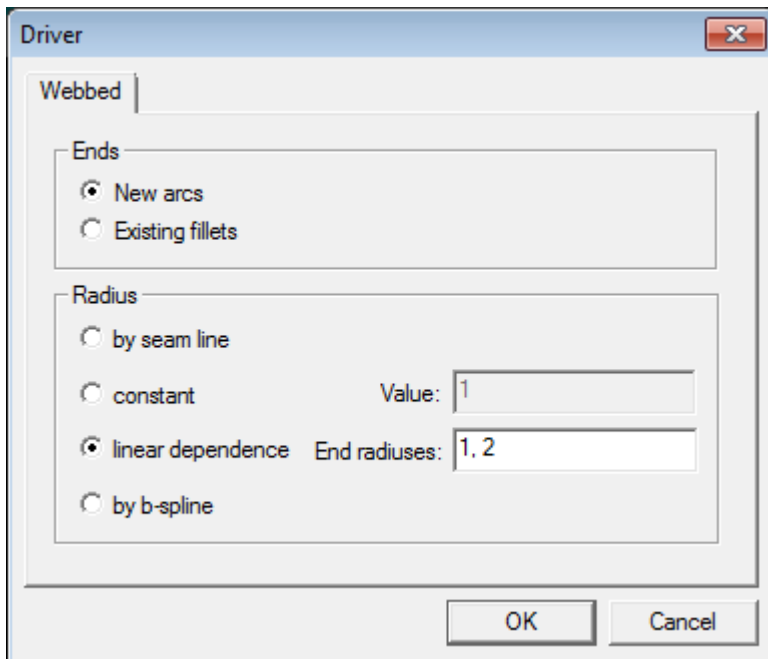 Driver
Webbed
Ends
New arcs
Existing fillets
Radius
by seam line
constant Value: 1
linear dependence End radiuses: 1, 2
by b-spline
OK Cancel